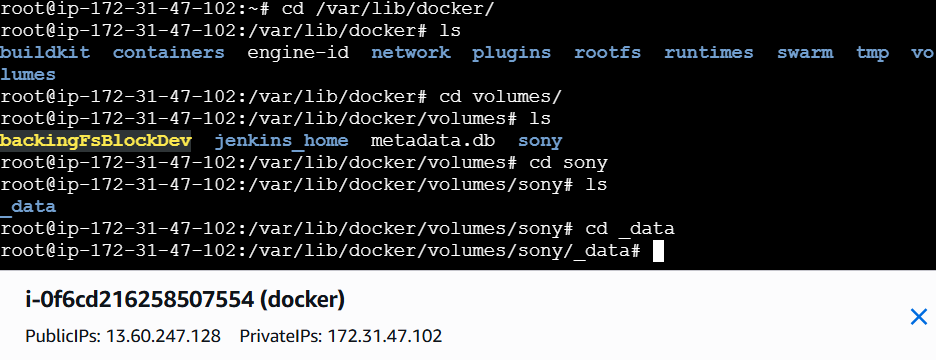 root@ip-172-31-47-102:~# cd /var/lib/docker/
root@ip-172-31-47-102:/var/lib/docker# ls
buildkit  containers  engine-id  network  plugins  rootfs  runtimes  swarm  tmp  vo
lumes
root@ip-172-31-47-102:/var/lib/docker# cd volumes/
root@ip-172-31-47-102:/var/lib/docker/volumes# ls
backingFsBlockDev  jenkins_home  metadata.db  sony
root@ip-172-31-47-102:/var/lib/docker/volumes# cd sony
root@ip-172-31-47-102:/var/lib/docker/volumes/sony# ls
_data
root@ip-172-31-47-102:/var/lib/docker/volumes/sony# cd _data
root@ip-172-31-47-102:/var/lib/docker/volumes/sony/_data#
i-0f6cd216258507554 (docker)
PublicIPs: 13.60.247.128  PrivateIPs: 172.31.47.102